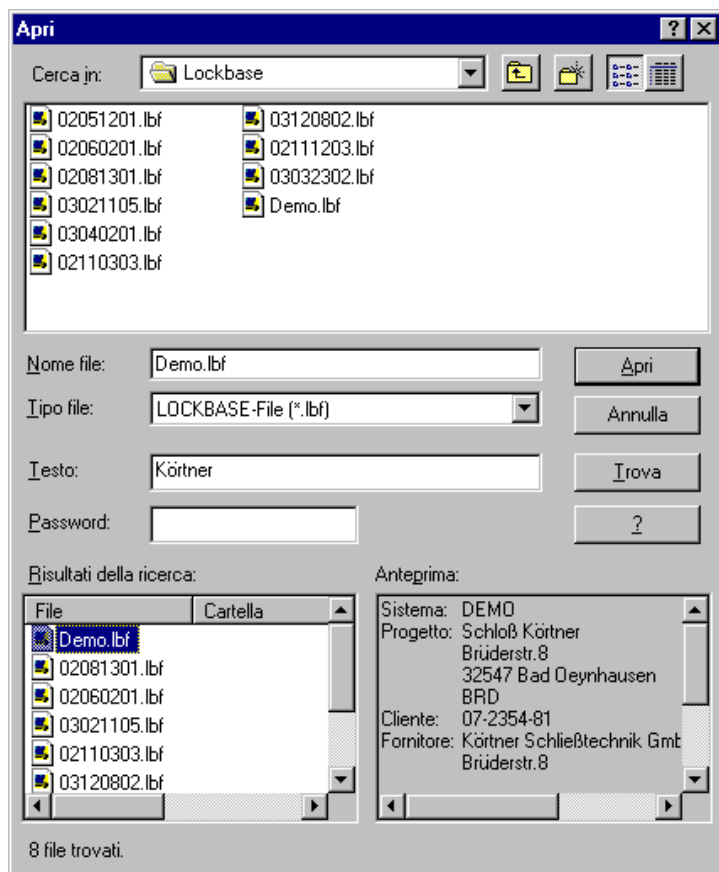 Apri
Cerca in: Lockbase
02051201.lbf
02060201.lbf
02081301.lbf
03021105.lbf
03040201.lbf
02110303.lbf
03120802.lbf
02111203.lbf
03032302.lbf
Demo.lbf
Nome file: Demo.lbf Apri
Tipo file: LOCKBASE-File (*.lbf) Annulla
Testo: Körtner Trova
Password: ?
Risultati della ricerca:
File Cartella
Demo.lbf
02081301.lbf
02060201.lbf
03021105.lbf
02110303.lbf
03120802.lbf
Anteprima:
Sistema: DEMO
Progetto: Schloß Körtner
Brüderstr.8
32547 Bad Oeynhausen
BRD
Cliente: 07-2354-81
Fornitore: Körtner Schließtechnik Gmb
Brüderstr.8
8 file trovati.